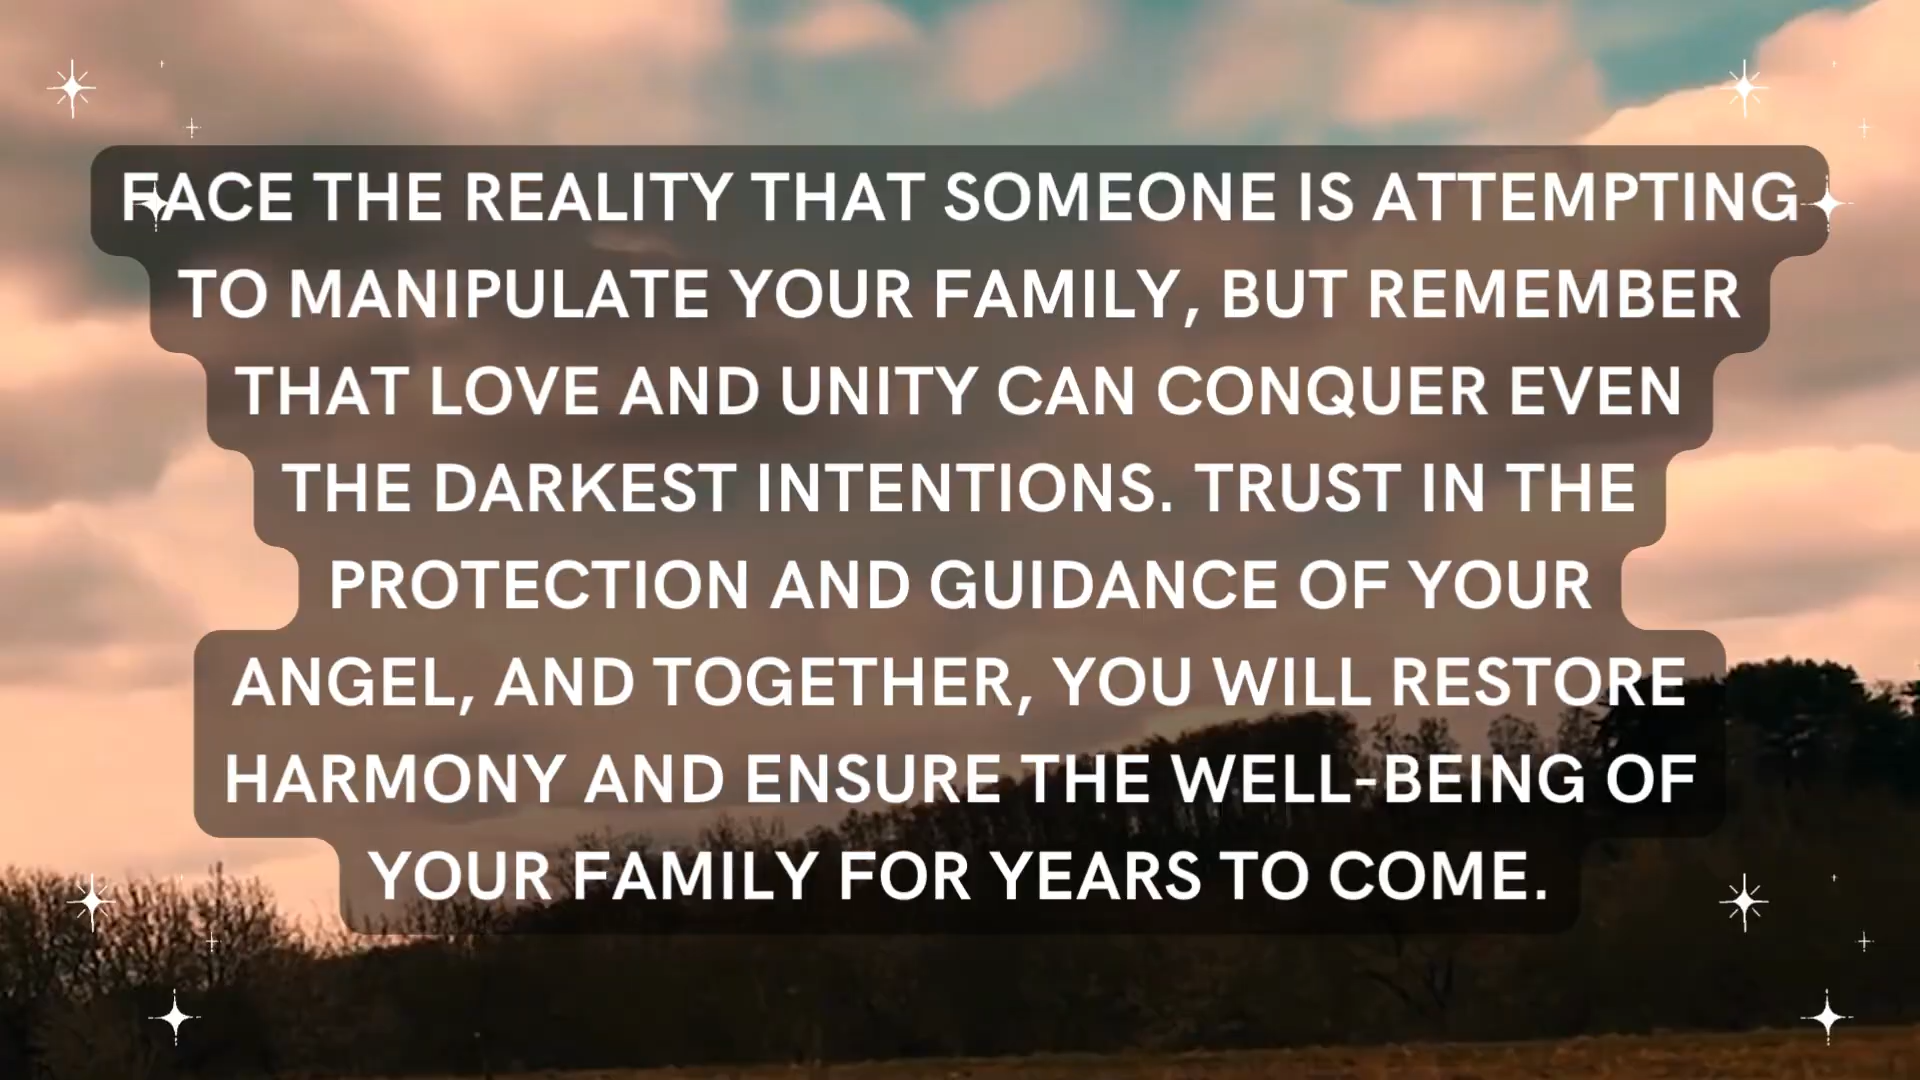 FACE THE REALITY THAT SOMEONE IS ATTEMPTING
TO MANIPULATE YOUR FAMILY, BUT REMEMBER
THAT LOVE AND UNITY CAN CONQUER EVEN
THE DARKEST INTENTIONS. TRUST IN THE
PROTECTION AND GUIDANCE OF YOUR
ANGEL, AND TOGETHER, YOU WILL RESTORE
HARMONY AND ENSURE THE WELL-BEING OF
YOUR FAMILY FOR YEARS TO COME.